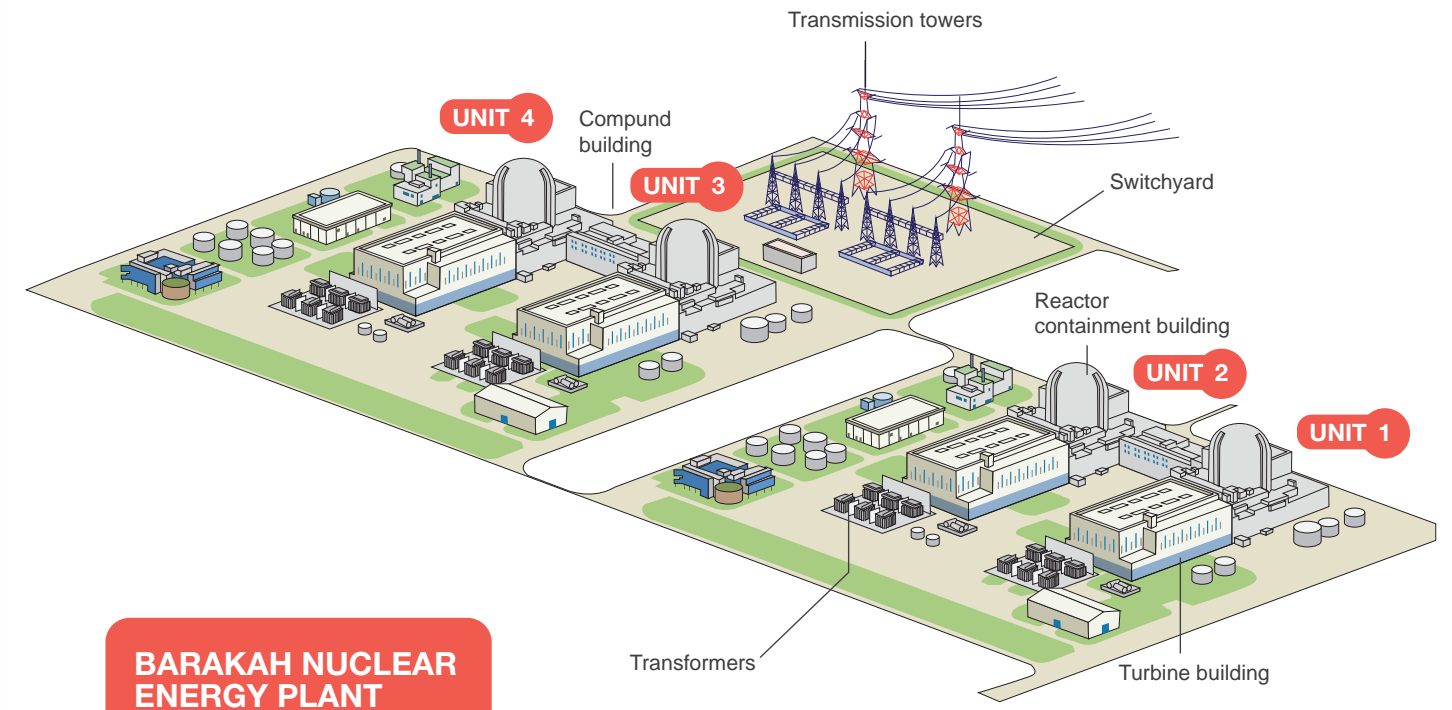 Transmission towers
UNIT 4
Compund
building
UNIT 3
Switchyard
Reactor
containment building
UNIT 2
UNIT 1
Transformers
Turbine building
BARAKAH NUCLEAR
ENERGY PLANT